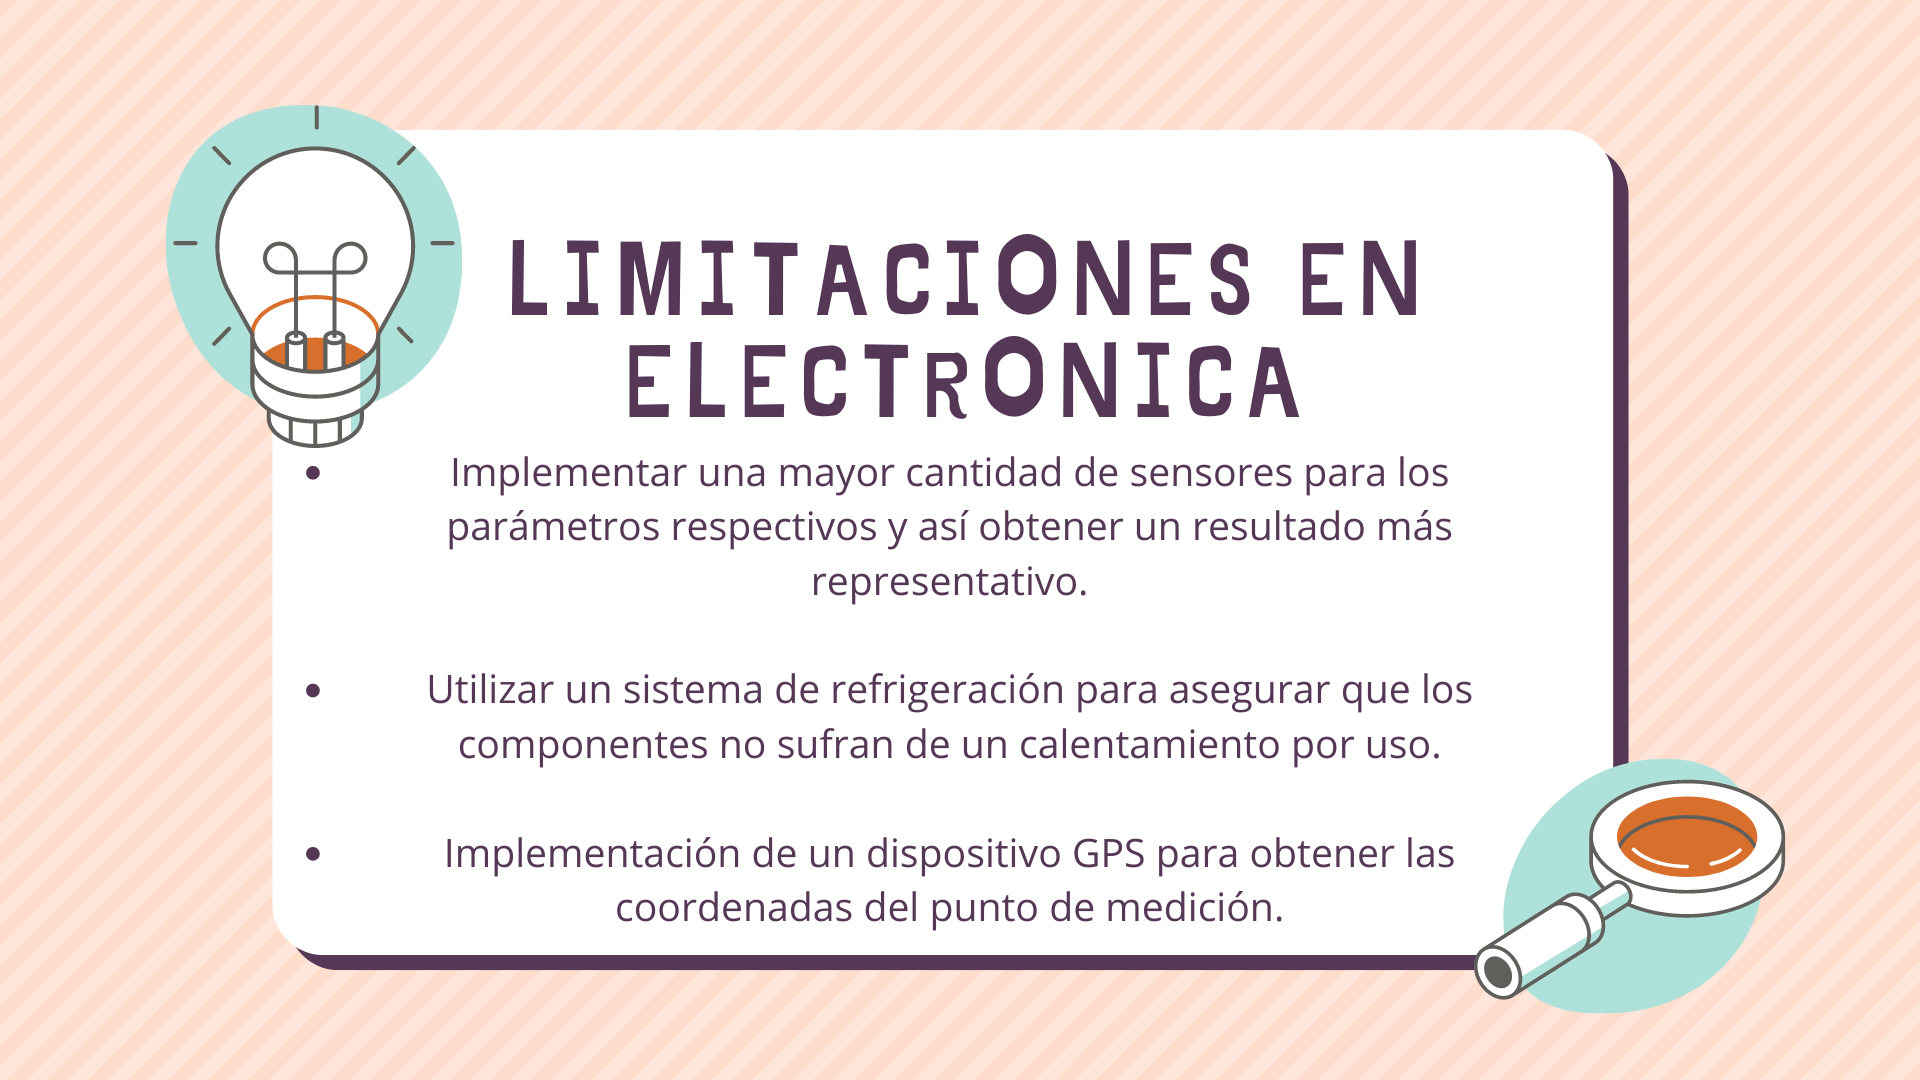 LIMITACIONES EN
ELECTRONICA
• Implementar una mayor cantidad de sensores para los
parámetros respectivos y así obtener un resultado más
representativo.
• Utilizar un sistema de refrigeración para asegurar que los
componentes no sufran de un calentamiento por uso.
• Implementación de un dispositivo GPS para obtener las
coordenadas del punto de medición.